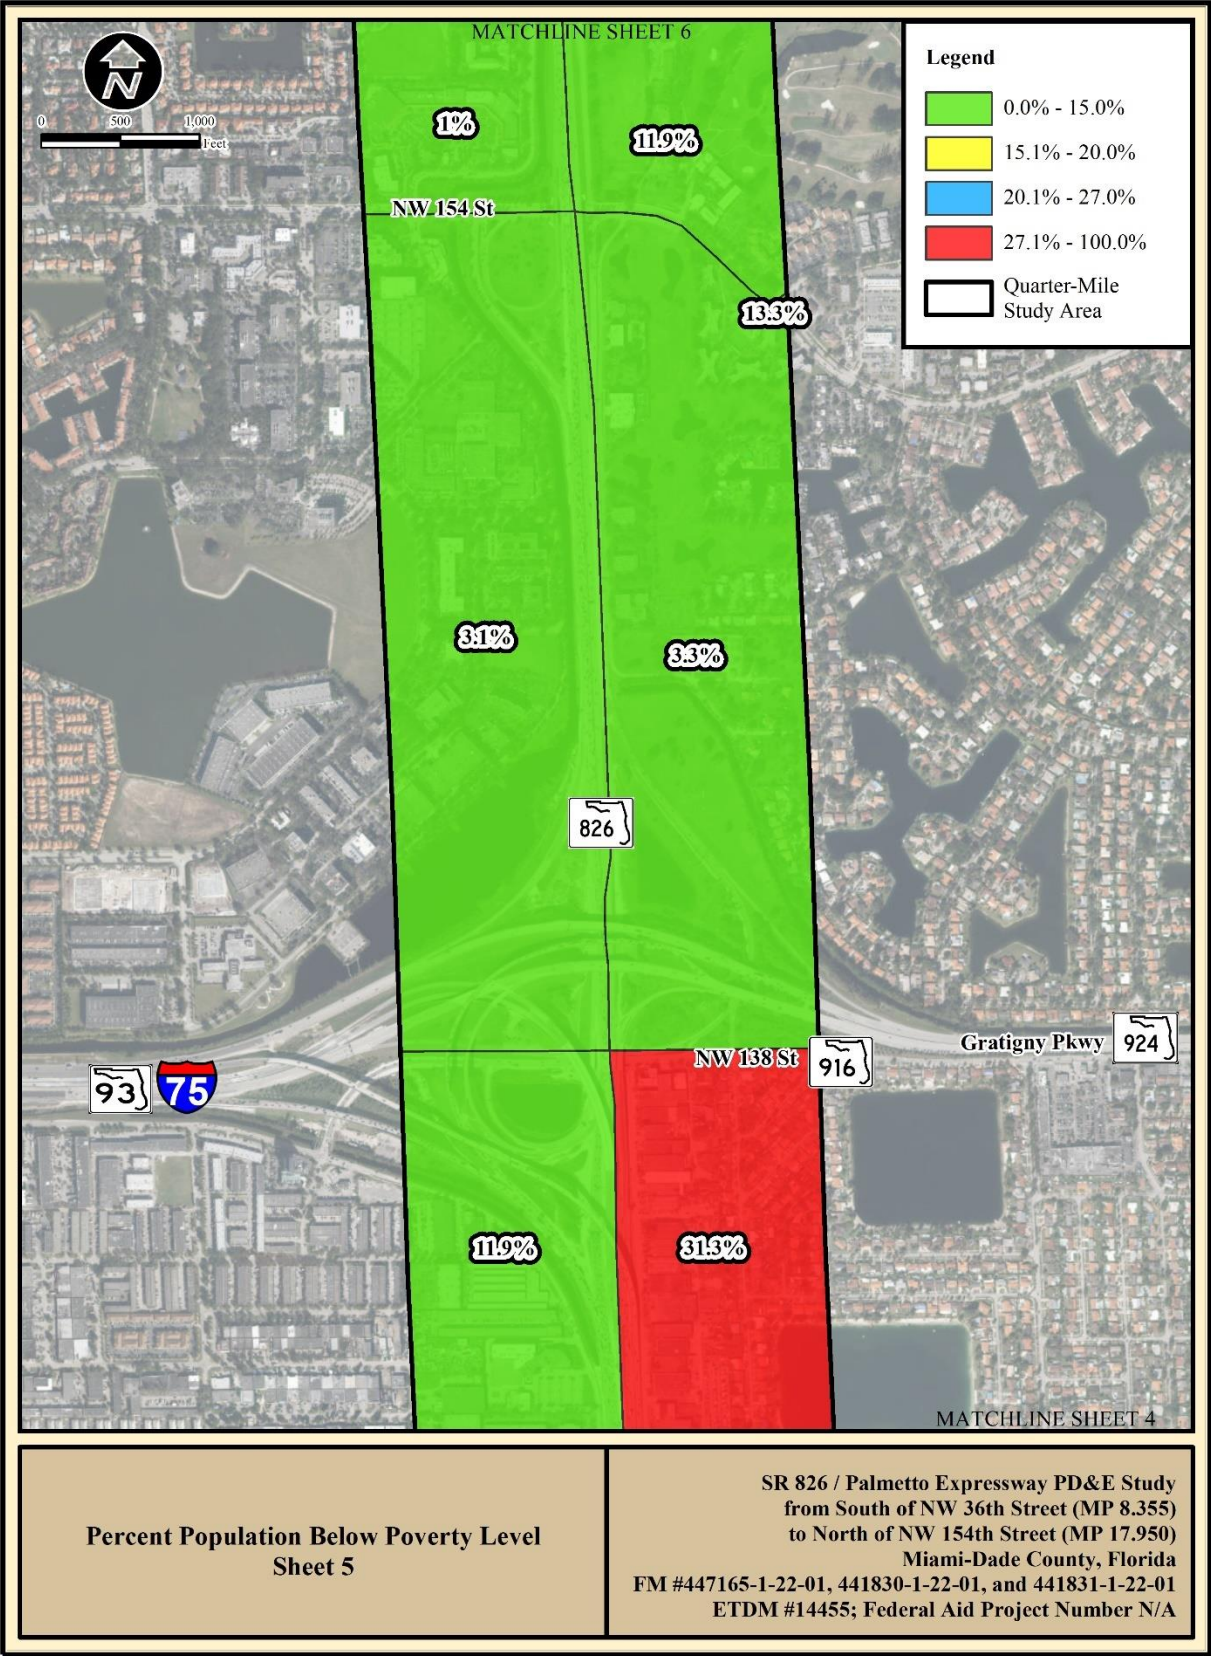 MATCHLINE SHEET 6
N
0 500 1,000
Feet
Legend
0.0% - 15.0%
15.1% - 20.0%
20.1% - 27.0%
27.1% - 100.0%
Quarter-Mile
Study Area
1%
11.9%
NW 154 St
13.3%
3.1%
3.3%
826
NW 138 St
916
Gratigny Pkwy
924
93
75
11.9%
31.3%
MATCHLINE SHEET 4
Percent Population Below Poverty Level
Sheet 5
SR 826 / Palmetto Expressway PD&E Study
from South of NW 36th Street (MP 8.355)
to North of NW 154th Street (MP 17.950)
Miami-Dade County, Florida
FM #447165-1-22-01, 441830-1-22-01, and 441831-1-22-01
ETDM #14455; Federal Aid Project Number N/A